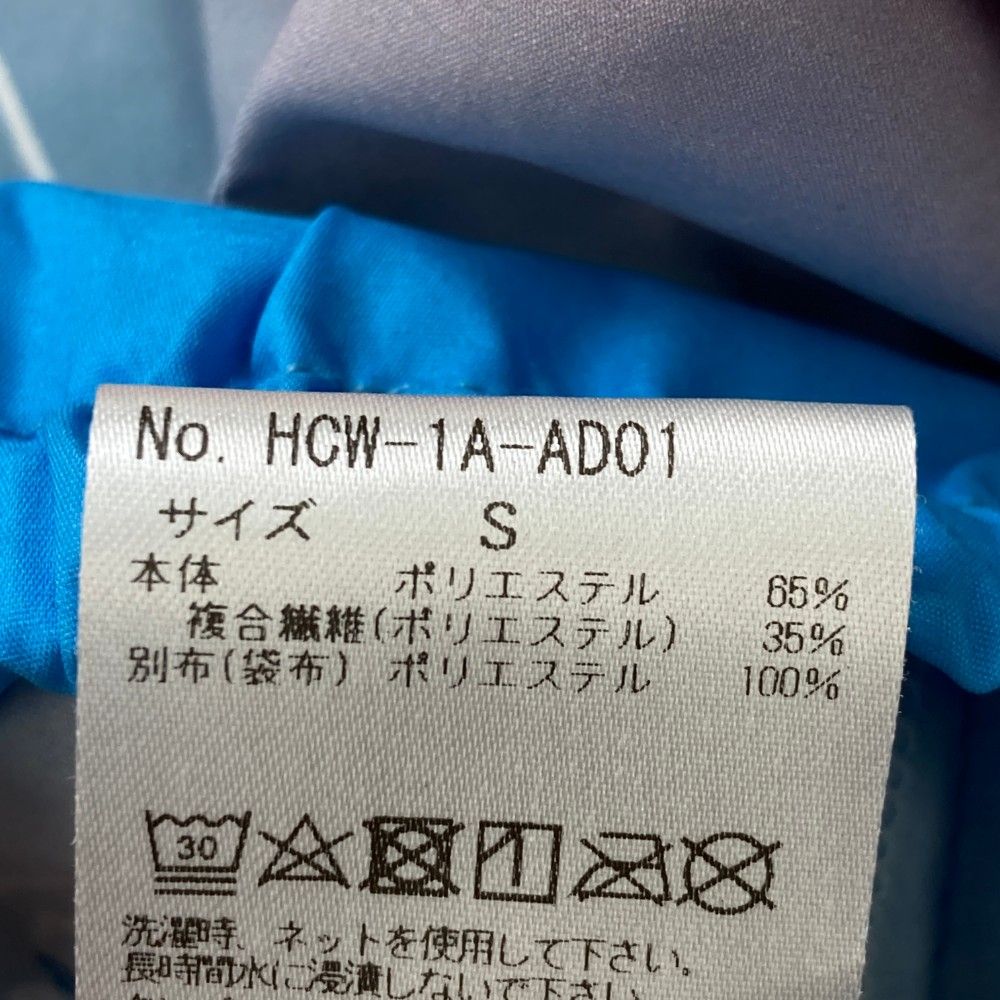 No. HCW-1A-AD01
サイズ S
本体 ポリエステル 65%
複合繊維(ポリエステル) 35%
別布(袋布) ポリエステル 100%
30
洗濯時、ネットを使用して下さい。
長時間水に浸漬しないで下さい。